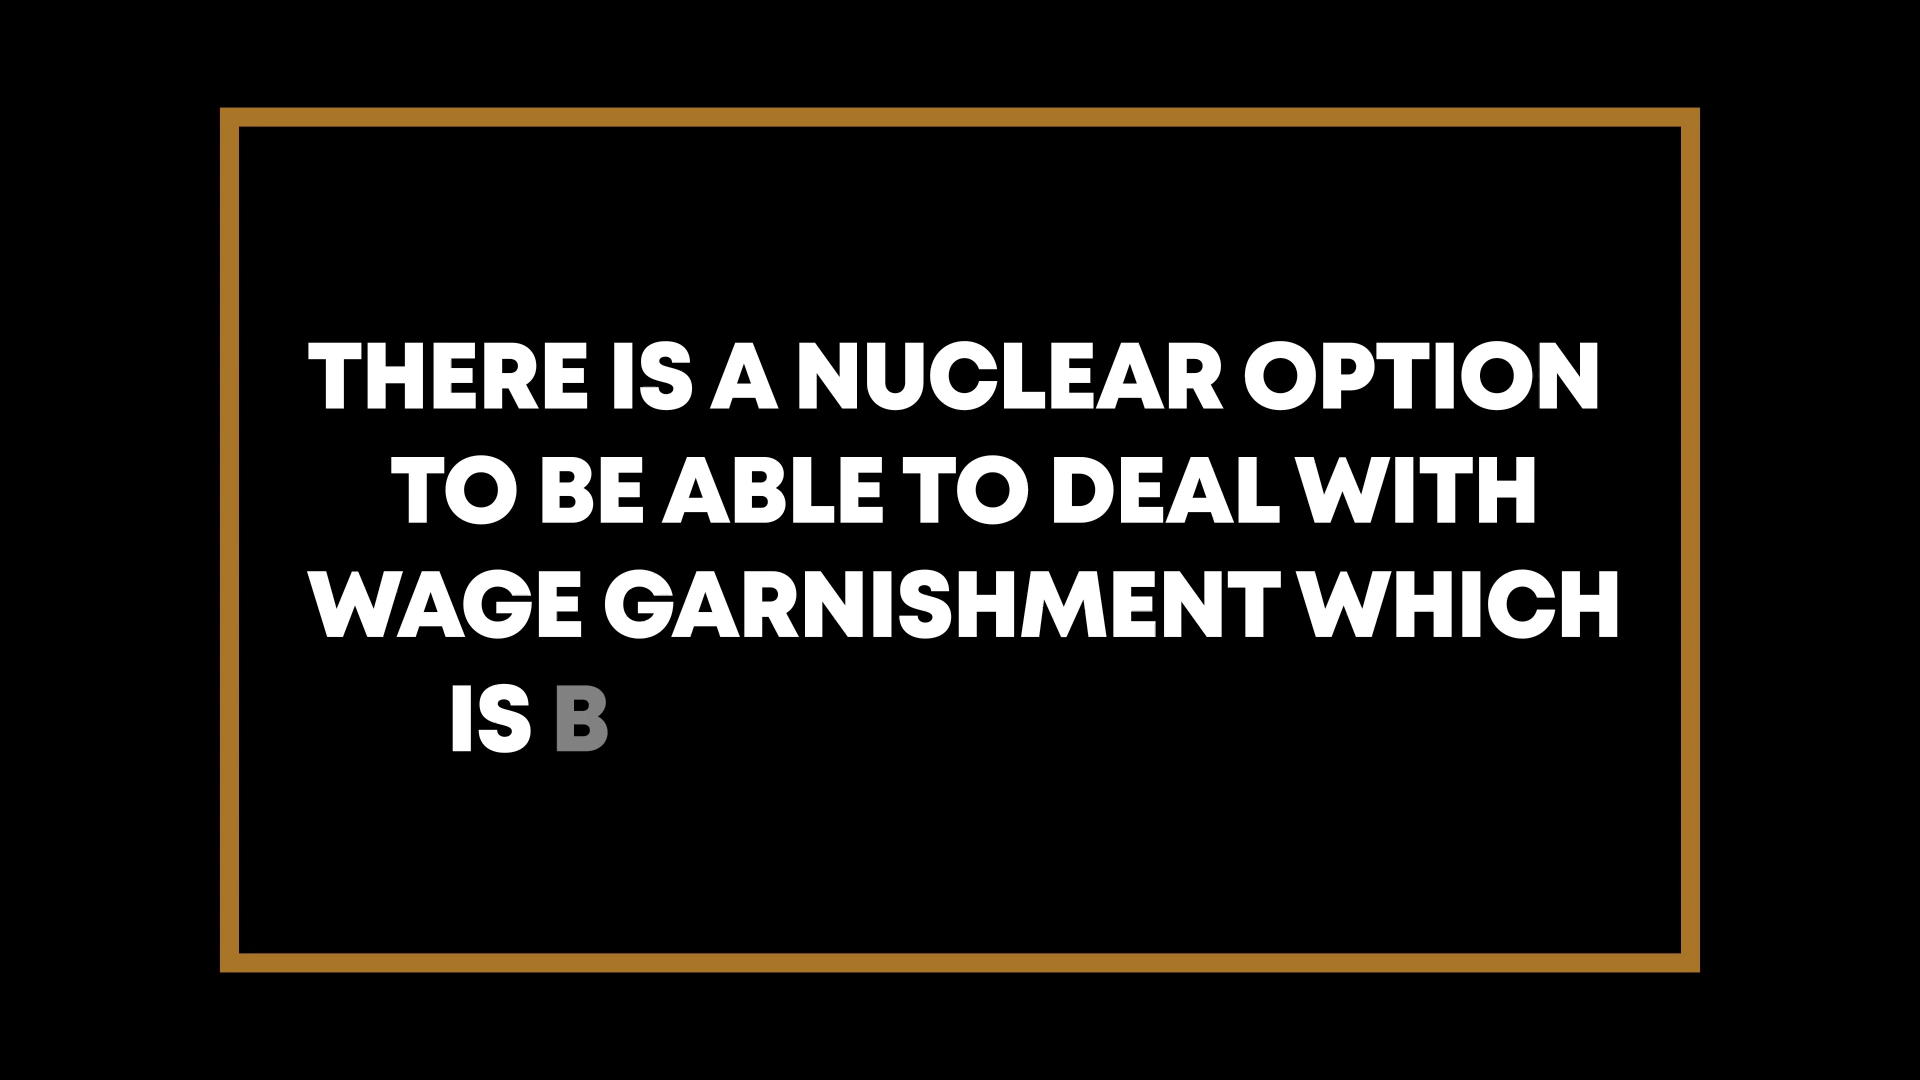 THERE IS A NUCLEAR OPTION
TO BE ABLE TO DEAL WITH
WAGE GARNISHMENT WHICH
IS B